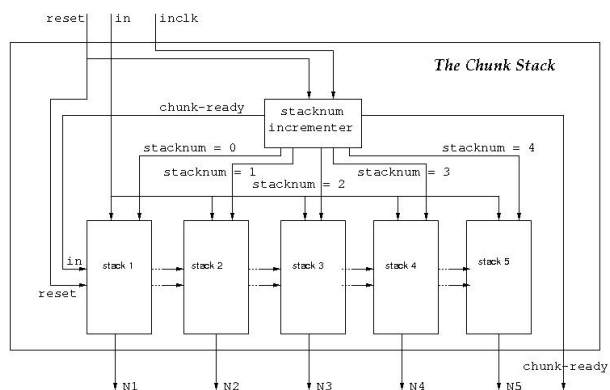 reset in inclk
The Chunk Stack
chunk-ready
stacknum
incrementer
stacknum = 0
stacknum = 4
stacknum = 1
stacknum = 3
stacknum = 2
in
stack 1
stack 2
stack 3
stack 4
stack 5
reset
chunk-ready
N1 N2 N3 N4 N5